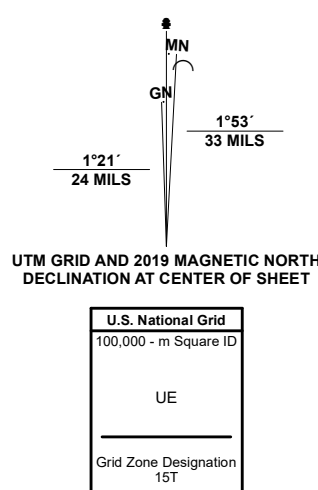 MN
GN
1°53´
33 MILS
1°21´
24 MILS
UTM GRID AND 2019 MAGNETIC NORTH
DECLINATION AT CENTER OF SHEET
U.S. National Grid
100,000 - m Square ID
UE
Grid Zone Designation
15T